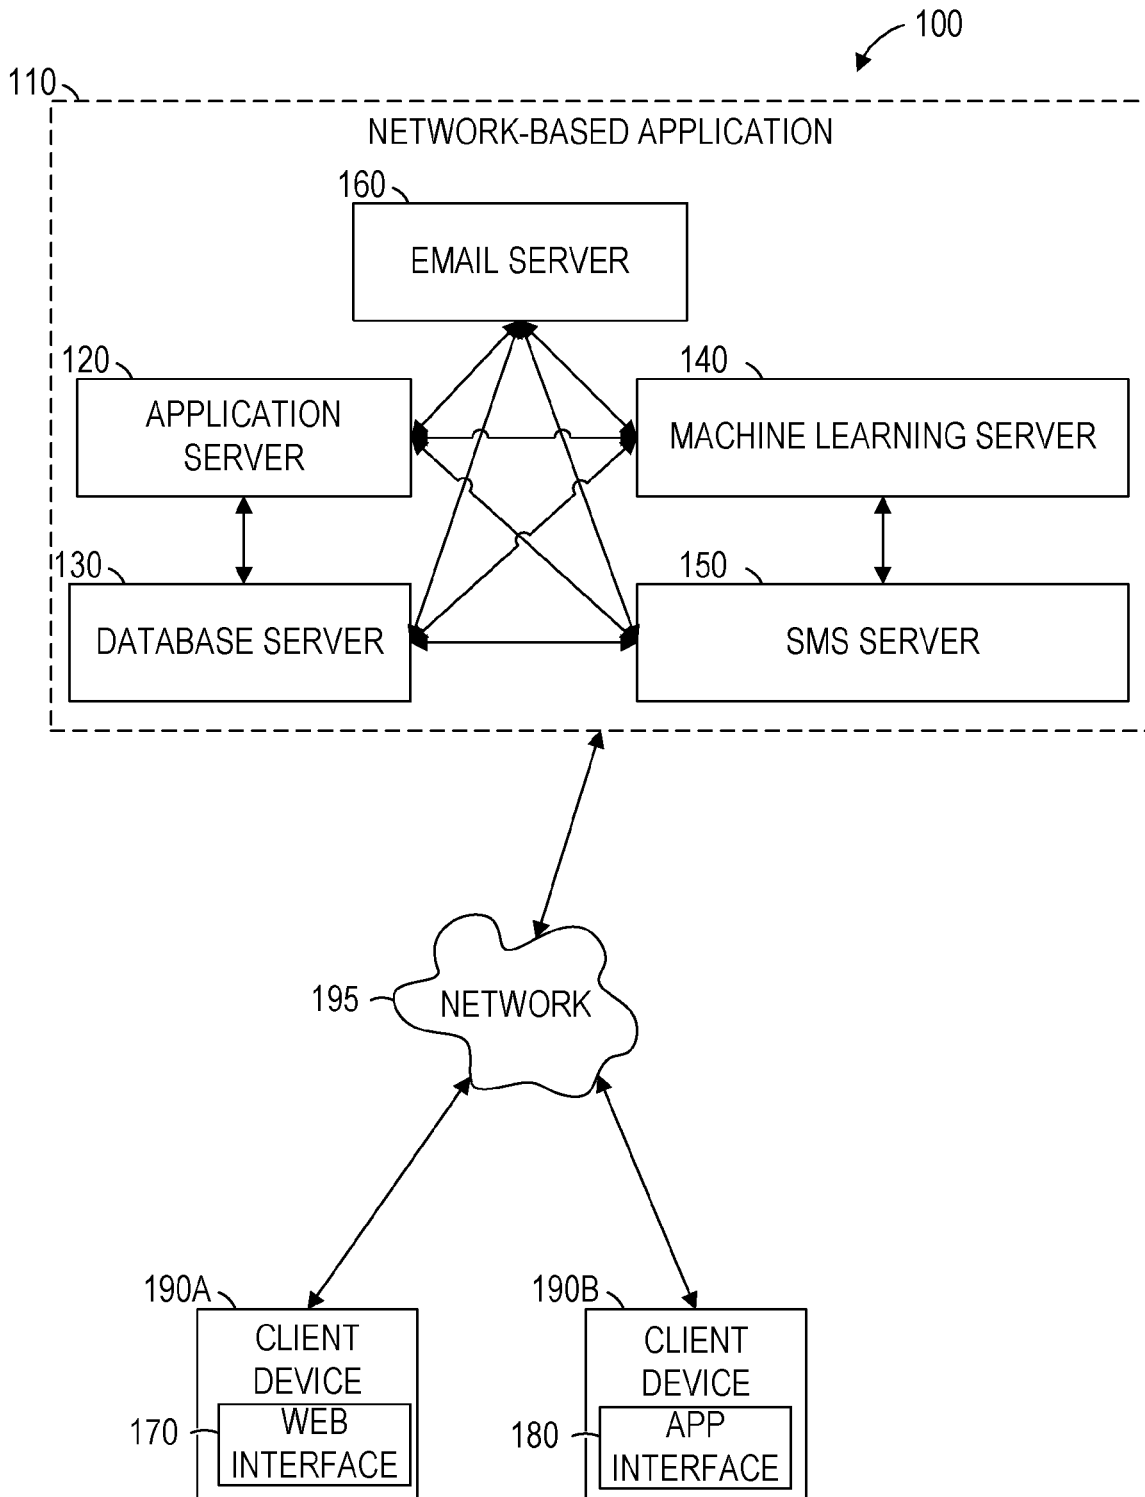 100
110
NETWORK-BASED APPLICATION
160
EMAIL SERVER
120
APPLICATION
SERVER
140
MACHINE LEARNING SERVER
130
DATABASE SERVER
150
SMS SERVER
195
NETWORK
190A
CLIENT
DEVICE
170
WEB
INTERFACE
190B
CLIENT
DEVICE
180
APP
INTERFACE